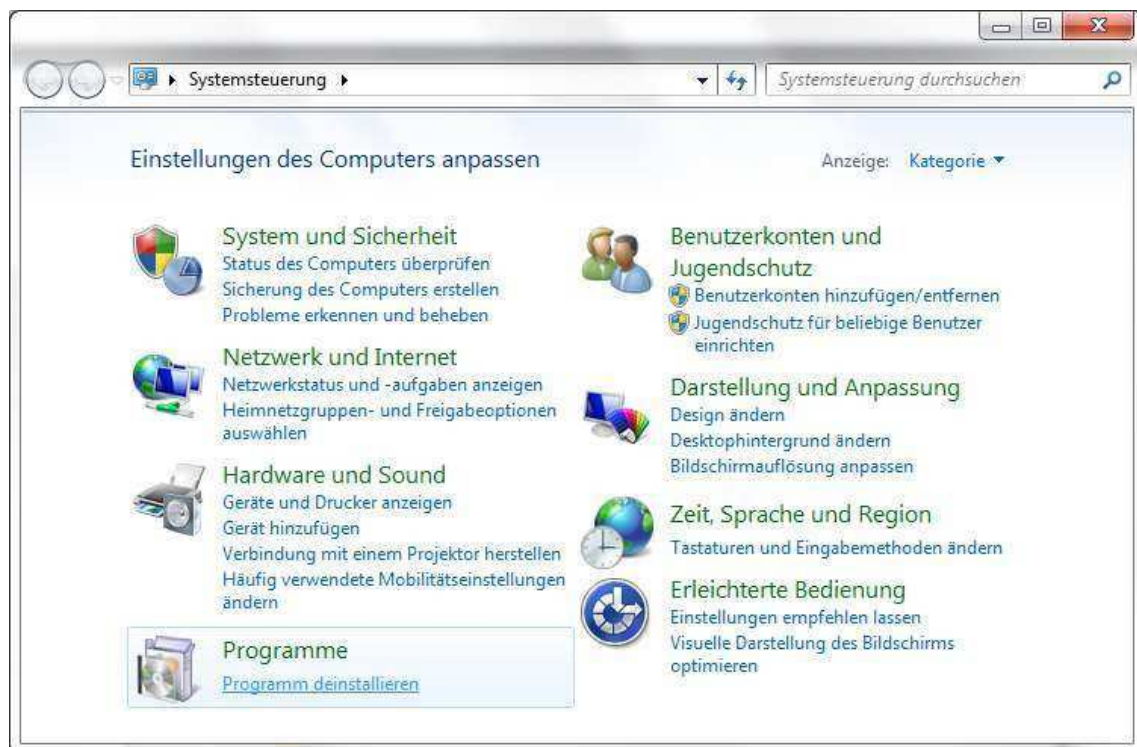 Systemsteuerung
Systemsteuerung durchsuchen
Einstellungen des Computers anpassen
Anzeige: Kategorie
System und Sicherheit
Status des Computers überprüfen
Sicherung des Computers erstellen
Probleme erkennen und beheben
Netzwerk und Internet
Netzwerkstatus und -aufgaben anzeigen
Heimnetzgruppen- und Freigabeoptionen
auswählen
Hardware und Sound
Geräte und Drucker anzeigen
Gerät hinzufügen
Verbindung mit einem Projektor herstellen
Häufig verwendete Mobilitätseinstellungen
ändern
Programme
Programm deinstallieren
Benutzerkonten und
Jugendschutz
Benutzerkonten hinzufügen/entfernen
Jugendschutz für beliebige Benutzer
einrichten
Darstellung und Anpassung
Design ändern
Desktophintergrund ändern
Bildschirmauflösung anpassen
Zeit, Sprache und Region
Tastaturen und Eingabemethoden ändern
Erleichterte Bedienung
Einstellungen empfehlen lassen
Visuelle Darstellung des Bildschirms
optimieren